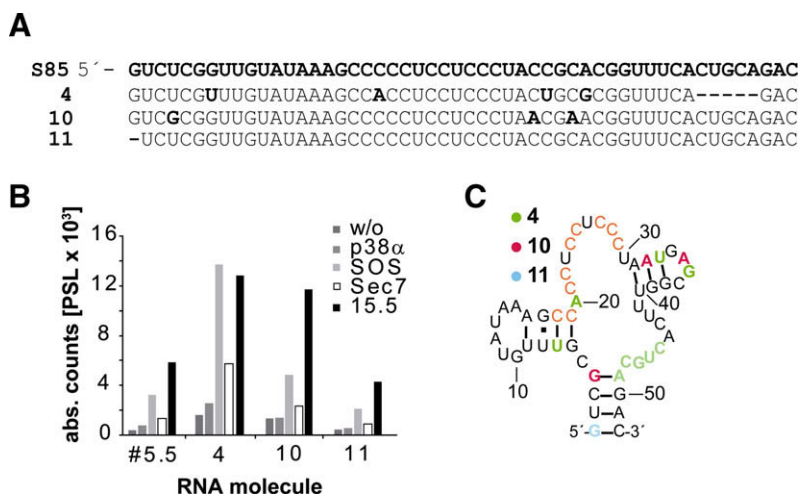 A
S85 5´- GUCUCGGUUGUAUAAAGCCCCCUCCUCCCUACCGCACGGUUUCACUGCAGAC
4 GUCUCGUUUGUAUAAAGCCACCUCCUCCCUACUGCGCGGUUUCA-----GAC
10 GUCGCGGUUGUAUAAAGCCCCCUCCUCCCUAACGAACGGUUUCACUGCAGAC
11 -UCUCGGUUGUAUAAAGCCCCCUCCUCCCUACCGCACGGUUUCACUGCAGAC
B
abs. counts [PSL x 10³]
16
12
8
4
0
w/o
p38α
SOS
Sec7
15.5
#5.5 4 10 11
RNA molecule
C
4
10
11
10
20
30
40
50
5´-G-C-3´